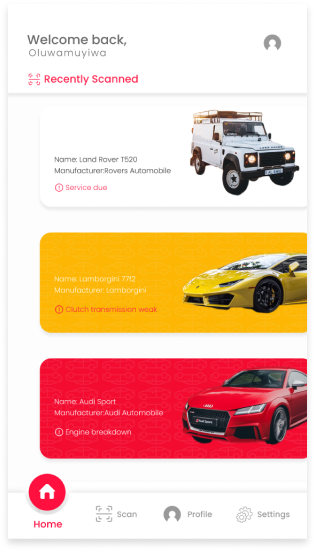 Welcome back,
Oluwamuyiwa
Recently Scanned
Name: Land Rover T520
Manufacturer:Rovers Automobile
Service due
Name: Lamborgini 7712
Manufacturer: Lamborgini
Clutch transmission weak
Name: Audi Sport
Manufacturer:Audi Automobile
Engine breakdown
Home
Scan
Profile
Settings